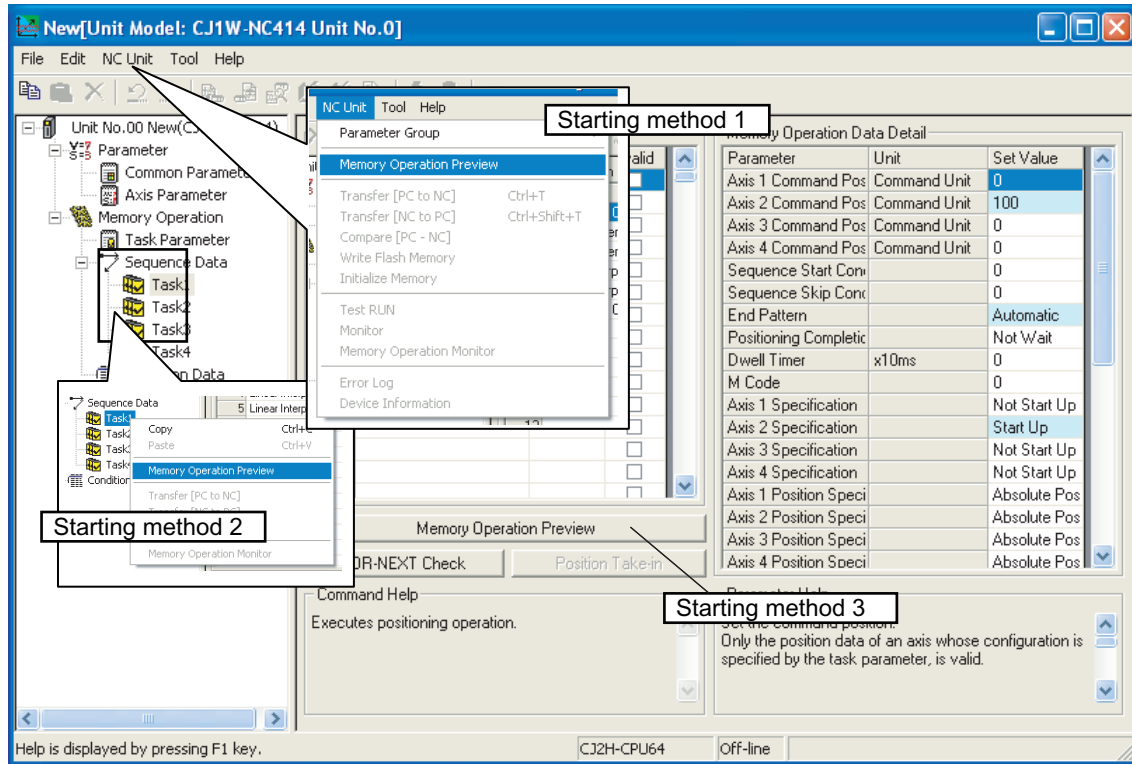 New[Unit Model: CJ1W-NC414 Unit No.0]
File Edit NC Unit Tool Help
Unit No.00 New(CJ
Parameter
Common Paramet
Axis Parameter
Memory Operation
Task Parameter
Sequence Data
Task1
Task2
Task3
Task4
on Data
NC Unit Tool Help
Parameter Group
Memory Operation Preview
Transfer [PC to NC] Ctrl+T
Transfer [NC to PC] Ctrl+Shift+T
Compare [PC - NC]
Write Flash Memory
Initialize Memory
Test RUN
Monitor
Memory Operation Monitor
Error Log
Device Information
Starting method 1
Sequence Data
Task1
Task2
Task3
Task
Condition
5 Linear Interp
Copy
Paste Ctrl+V
Memory Operation Preview
Transfer [PC to NC]
Memory Operation Monitor
Starting method 2
alid
Memory Operation Data Detail
Parameter Unit Set Value
Axis 1 Command Pos Command Unit 0
Axis 2 Command Pos Command Unit 100
Axis 3 Command Pos Command Unit 0
Axis 4 Command Pos Command Unit 0
Sequence Start Con 0
Sequence Skip Conc 0
End Pattern Automatic
Positioning Completic Not Wait
Dwell Timer x10ms 0
M Code 0
Axis 1 Specification Not Start Up
Axis 2 Specification Start Up
Axis 3 Specification Not Start Up
Axis 4 Specification Not Start Up
Axis 1 Position Speci Absolute Pos
Axis 2 Position Speci Absolute Pos
Axis 3 Position Speci Absolute Pos
Axis 4 Position Speci Absolute Pos
Memory Operation Preview
OR-NEXT Check Position Take-in
Starting method 3
Command Help
Executes positioning operation.
Parameter Help
Set the command position.
Only the position data of an axis whose configuration is
specified by the task parameter, is valid.
Help is displayed by pressing F1 key.
CJ2H-CPU64 Off-line